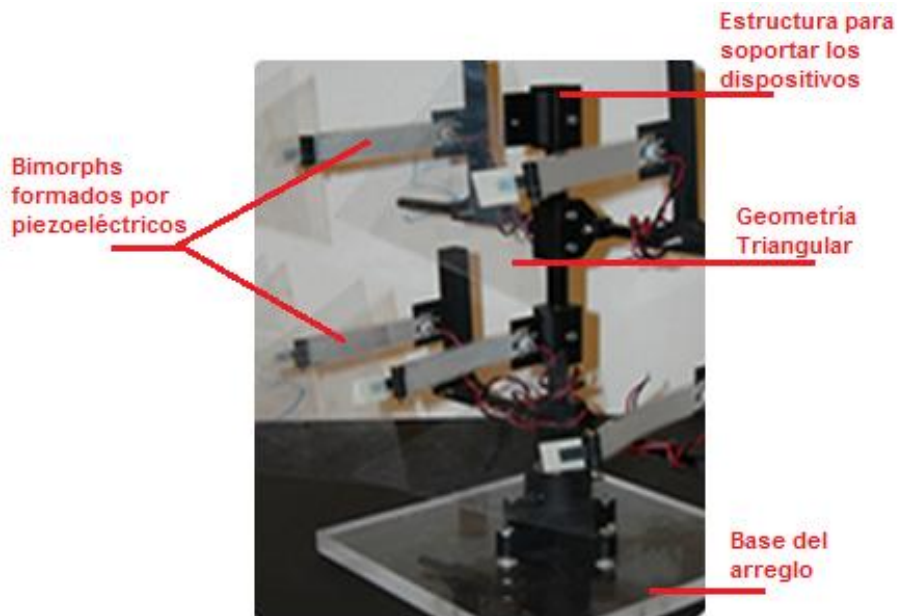 Estructura para
soportar los
dispositivos
Bimorphs
formados por
piezoeléctricos
Geometría
Triangular
Base del
arreglo